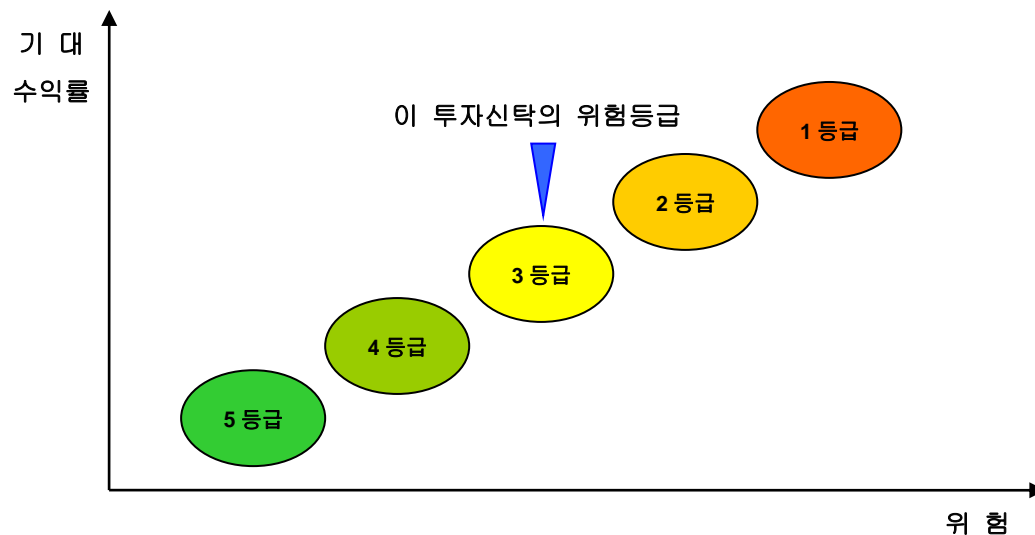 기 대
수익률
이 투자신탁의 위험등급
1 등급
2 등급
3 등급
4 등급
5 등급
위 험